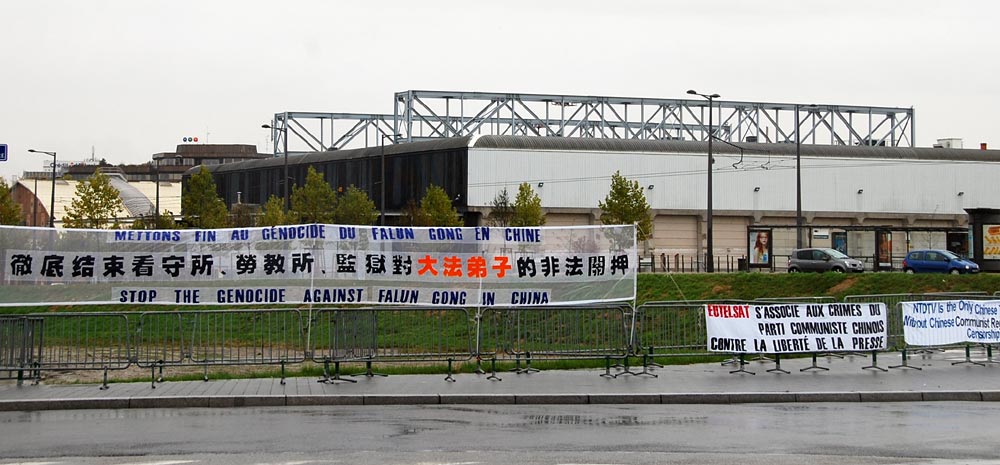 METTONS FIN AU GENOCIDE DU FALUN GONG EN CHINE
徹底结束看守所、勞教所、監獄對大法弟子的非法關押
STOP THE GENOCIDE AGAINST FALUN GONG IN CHINA
EUTELSAT S'ASSOCIE AUX CRIMES DU
PARTI COMMUNISTE CHINOIS
CONTRE LA LIBERTÉ DE LA PRESSE
NTDTV is the Only Chinese
Without Chinese Communist Re
Censorship